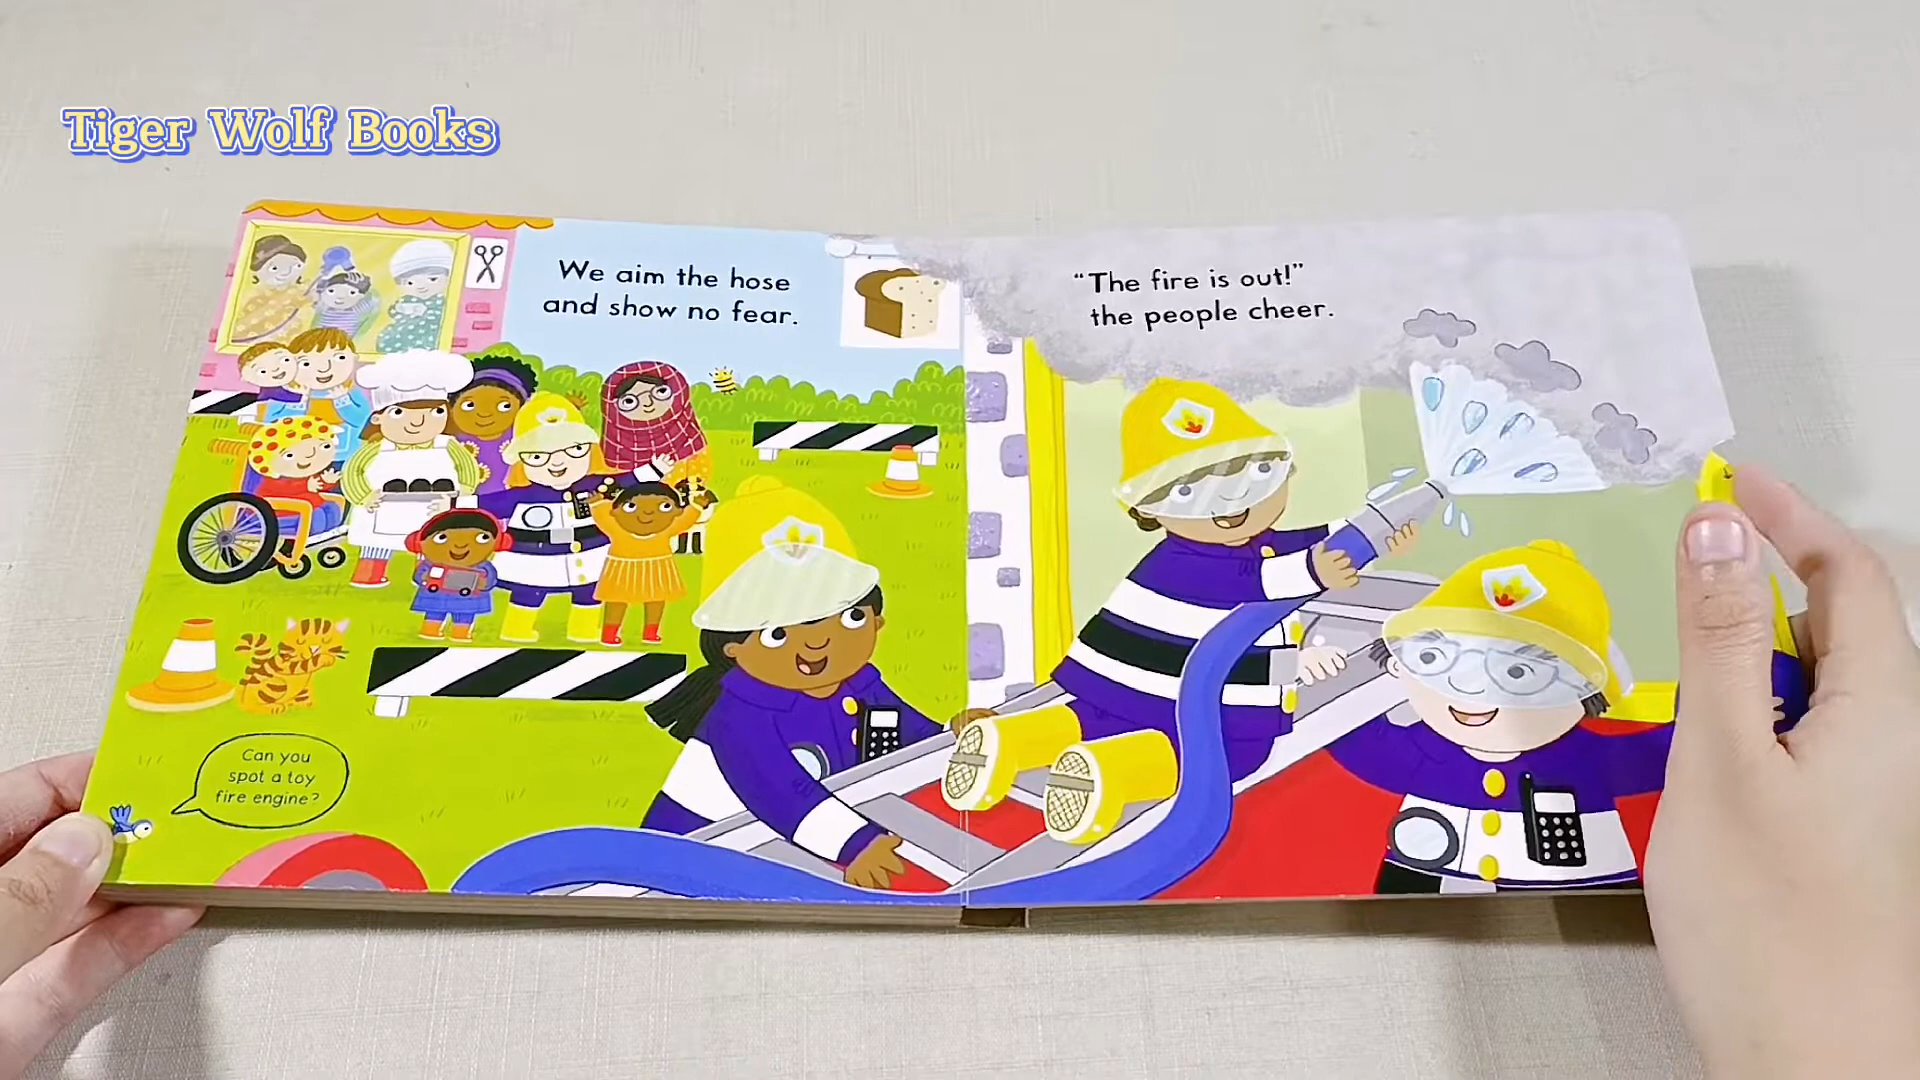 Tiger Wolf Books
We aim the hose
and show no fear.
“The fire is out!”
the people cheer.
Can you
spot a toy
fire engine?